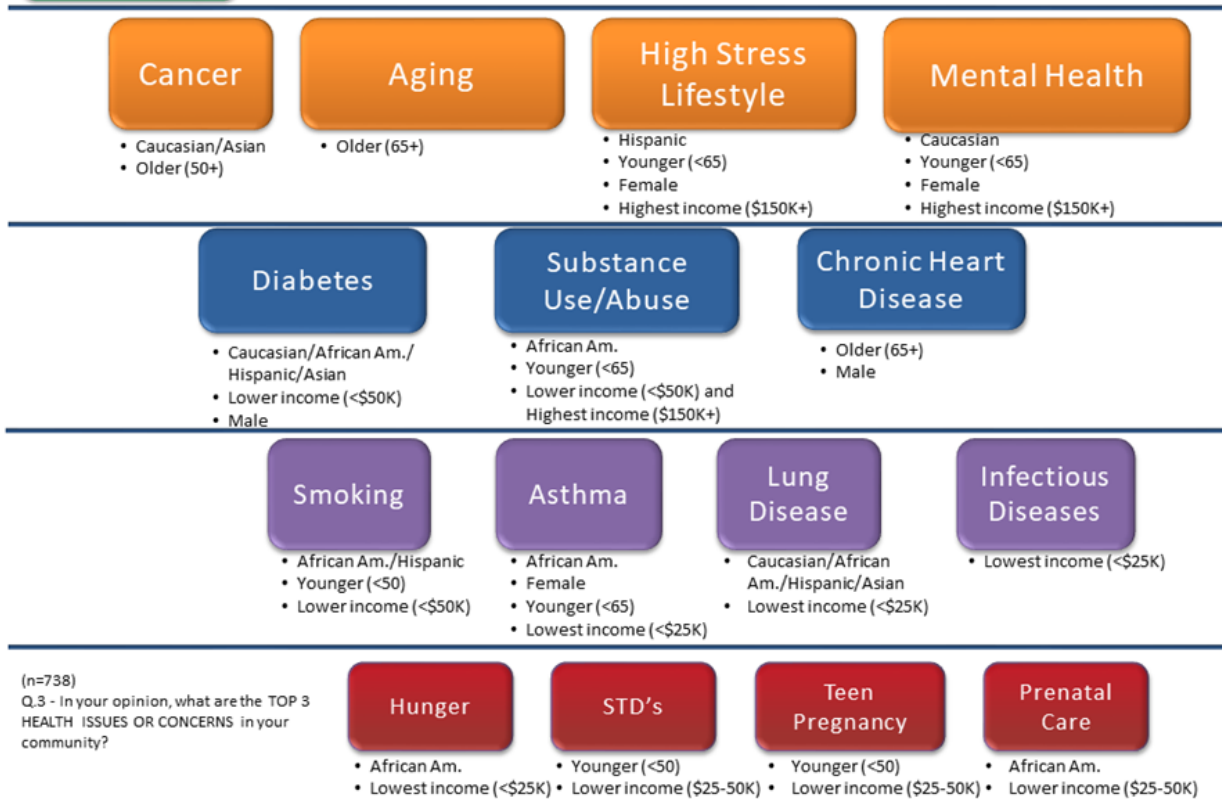 Cancer
• Caucasian/Asian
• Older (50+)
Aging
• Older (65+)
High Stress
Lifestyle
• Hispanic
• Younger (<65)
• Female
• Highest income ($150K+)
Mental Health
• Caucasian
• Younger (<65)
• Female
• Highest income ($150K+)
Diabetes
• Caucasian/African Am./
Hispanic/Asian
• Lower income (<$50K)
• Male
Substance
Use/Abuse
• African Am.
• Younger (<65)
• Lower income (<$50K) and
Highest income ($150K+)
Chronic Heart
Disease
• Older (65+)
• Male
Smoking
• African Am./Hispanic
• Younger (<50)
• Lower income (<$50K)
Asthma
• African Am.
• Female
• Younger (<65)
• Lowest income (<$25K)
Lung
Disease
• Caucasian/African
Am./Hispanic/Asian
• Lowest income (<$25K)
Infectious
Diseases
• Lowest income (<$25K)
(n=738)
Q.3 - In your opinion, what are the TOP 3
HEALTH ISSUES OR CONCERNS in your
community?
Hunger
• African Am.
• Lowest income (<$25K)
STD's
• Younger (<50)
• Lower income ($25-50K)
Teen
Pregnancy
• Younger (<50)
• Lower income ($25-50K)
Prenatal
Care
• African Am.
• Lower income ($25-50K)